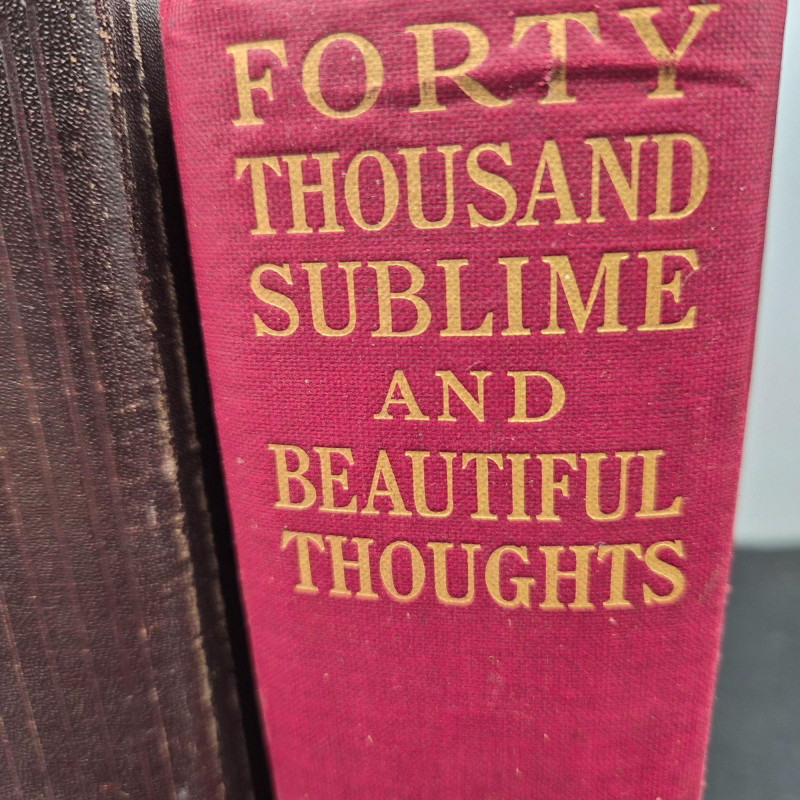 FORTY
THOUSAND
SUBLIME
AND
BEAUTIFUL
THOUGHTS